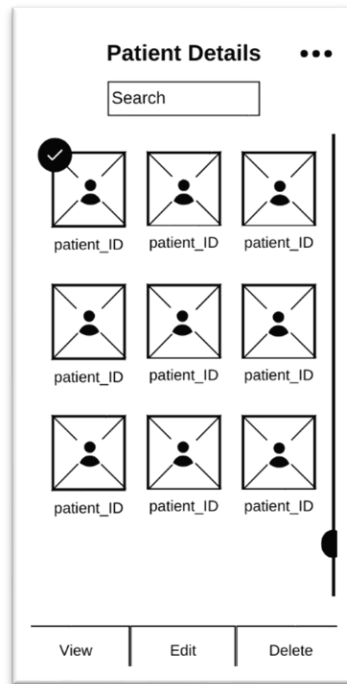 Patient Details
Search
patient_ID patient_ID patient_ID
patient_ID patient_ID patient_ID
patient_ID patient_ID patient_ID
View Edit Delete